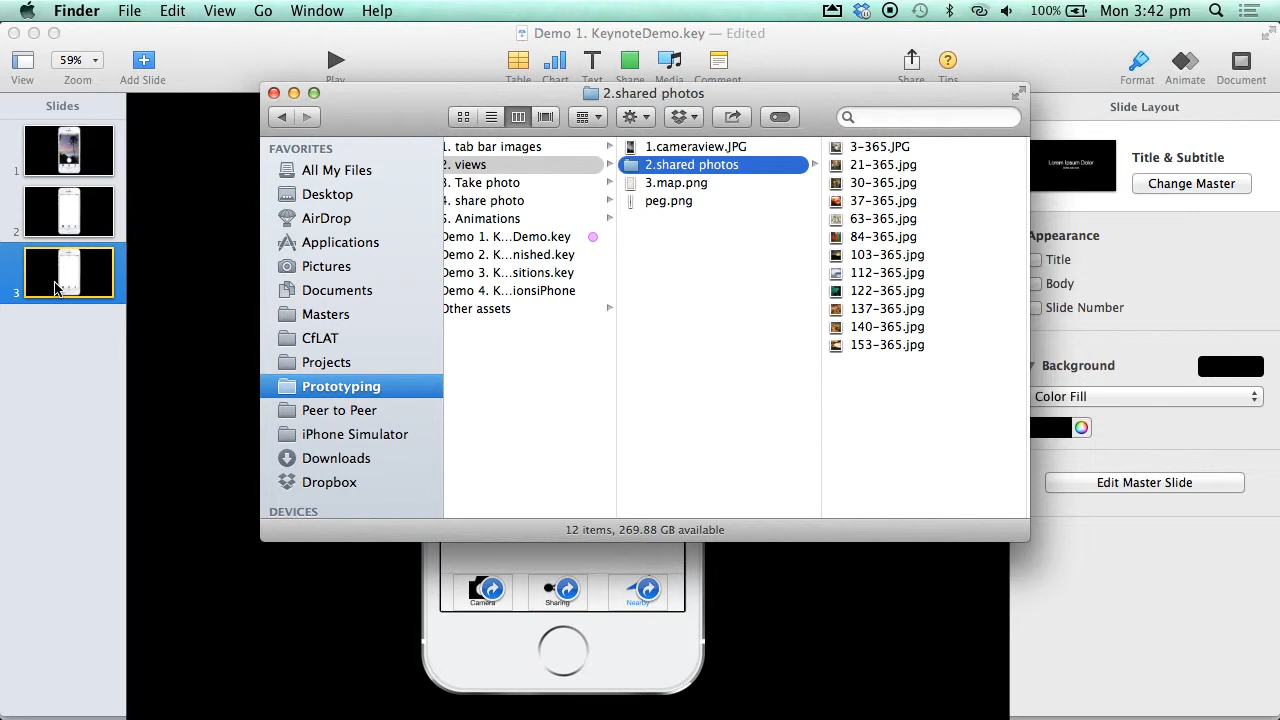 Finder File Edit View Go Window Help 100% Mon 3:42 pm
Demo 1. KeynoteDemo.key — Edited
59%
View Zoom Add Slide Play Table Chart Text Shape Media Comment Share Tips Format Animate Document
Slides
1
2
3
2.shared photos
FAVORITES
All My Files
Desktop
AirDrop
Applications
Pictures
Documents
Masters
CfLAT
Projects
Prototyping
Peer to Peer
iPhone Simulator
Downloads
Dropbox
DEVICES
1. tab bar images
2. views
3. Take photo
4. share photo
5. Animations
Demo 1. K...Demo.key
Demo 2. K...nished.key
Demo 3. K...sitions.key
Demo 4. K...ionsiPhone
Other assets
1.cameraview.JPG
2.shared photos
3.map.png
peg.png
3-365.JPG
21-365.jpg
30-365.jpg
37-365.jpg
63-365.jpg
84-365.jpg
103-365.jpg
112-365.jpg
122-365.jpg
137-365.jpg
140-365.jpg
153-365.jpg
12 items, 269.88 GB available
Camera Sharing Nearby
Slide Layout
Lorem Ipsum Dolor
Title & Subtitle
Change Master
Appearance
Title
Body
Slide Number
Background
Color Fill
Edit Master Slide